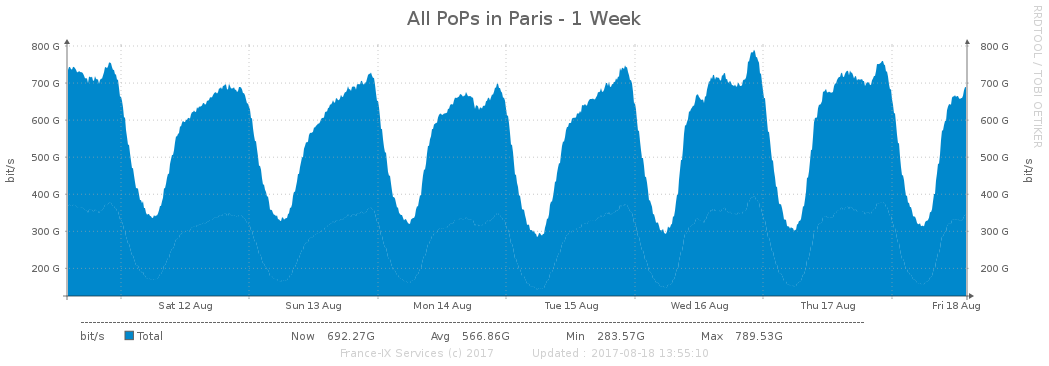 All PoPs in Paris - 1 Week
RRDTOOL / TOBI OETIKER
800 G 800 G
700 G 700 G
600 G 600 G
500 G 500 G
bit/s bit/s
400 G 400 G
300 G 300 G
200 G 200 G
Sat 12 Aug Sun 13 Aug Mon 14 Aug Tue 15 Aug Wed 16 Aug Thu 17 Aug Fri 18 Aug
bit/s Total Now 692.27G Avg 566.86G Min 283.57G Max 789.53G
France-IX Services (c) 2017 Updated : 2017-08-18 13:55:10